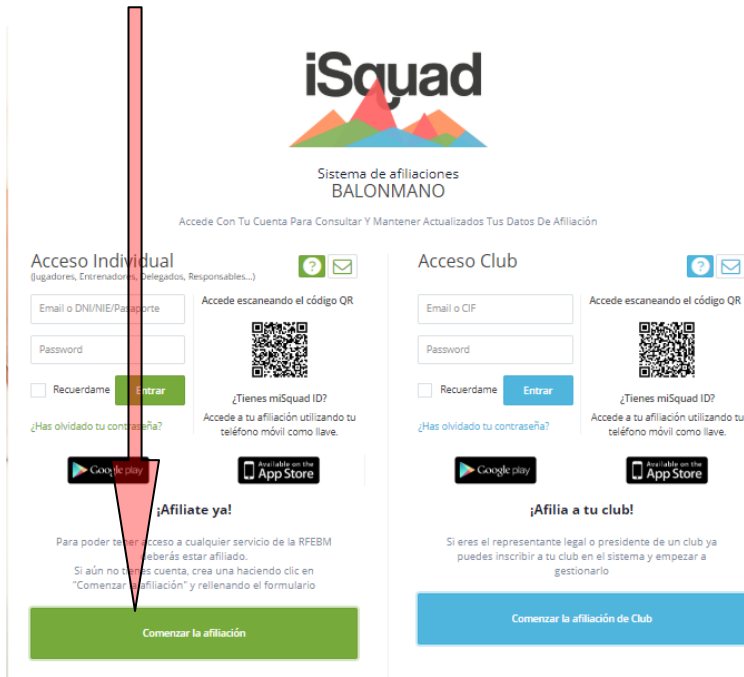 iSquad
Sistema de afiliaciones
BALONMANO
Accede Con Tu Cuenta Para Consultar Y Mantener Actualizados Tus Datos De Afiliación
Acceso Individual
(Jugadores, Entrenadores, Delegados, Responsables...)
?
Email o DNI/NIE/Pasaporte
Password
Recuerdame
Entrar
¿Has olvidado tu contraseña?
Accede escaneando el código QR
¿Tienes miSquad ID?
Accede a tu afiliación utilizando tu
teléfono móvil como llave.
Google play
Available on the
App Store
¡Afiliate ya!
Para poder tener acceso a cualquier servicio de la RFEBM
deberás estar afiliado.
Si aún no tienes cuenta, crea una haciendo clic en
"Comenzar la afiliación" y rellenando el formulario
Comenzar la afiliación
Acceso Club
?
Email o CIF
Password
Recuerdame
Entrar
¿Has olvidado tu contraseña?
Accede escaneando el código QR
¿Tienes miSquad ID?
Accede a tu afiliación utilizando tu
teléfono móvil como llave.
Google play
Available on the
App Store
¡Afilia a tu club!
Si eres el representante legal o presidente de un club ya
puedes inscribir a tu club en el sistema y empezar a
gestionarlo
Comenzar la afiliación de Club